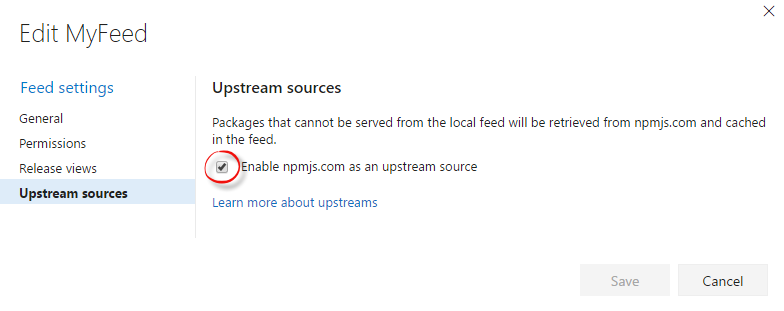 Edit MyFeed
Feed settings
General
Permissions
Release views
Upstream sources
Upstream sources
Packages that cannot be served from the local feed will be retrieved from npmjs.com and cached
in the feed.
Enable npmjs.com as an upstream source
Learn more about upstreams
Save
Cancel